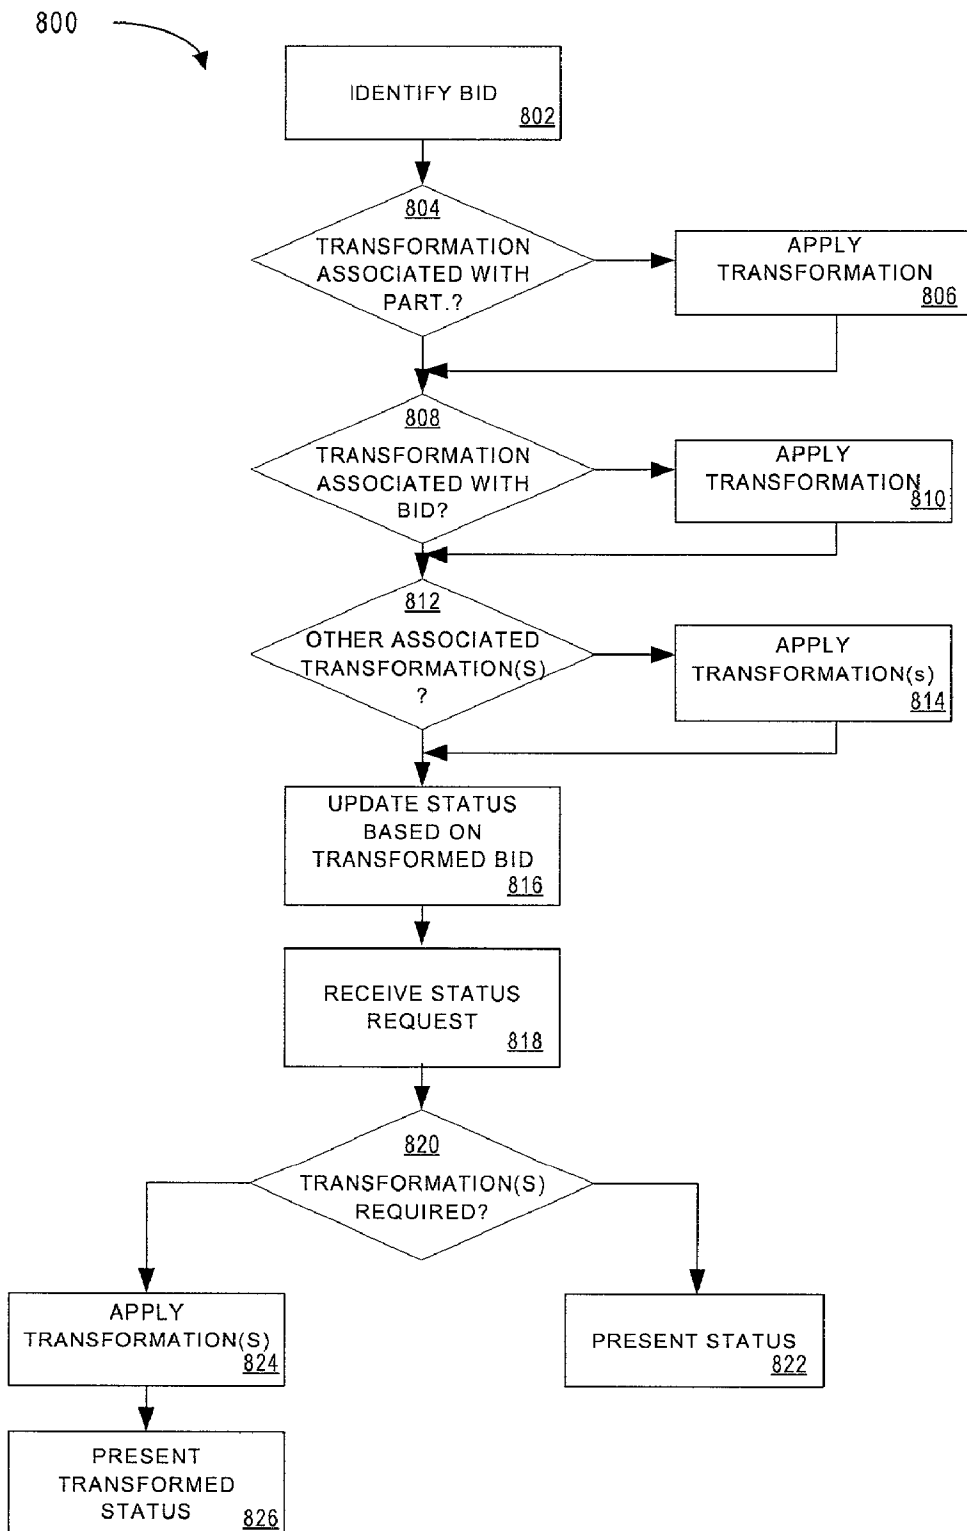 800
IDENTIFY BID
802
804
TRANSFORMATION
ASSOCIATED WITH
PART.?
APPLY
TRANSFORMATION
806
808
TRANSFORMATION
ASSOCIATED WITH
BID?
APPLY
TRANSFORMATION
810
812
OTHER ASSOCIATED
TRANSFORMATION(S)
?
APPLY
TRANSFORMATION(s)
814
UPDATE STATUS
BASED ON
TRANSFORMED BID
816
RECEIVE STATUS
REQUEST
818
820
TRANSFORMATION(S)
REQUIRED?
APPLY
TRANSFORMATION(S)
824
PRESENT STATUS
822
PRESENT
TRANSFORMED
STATUS
826